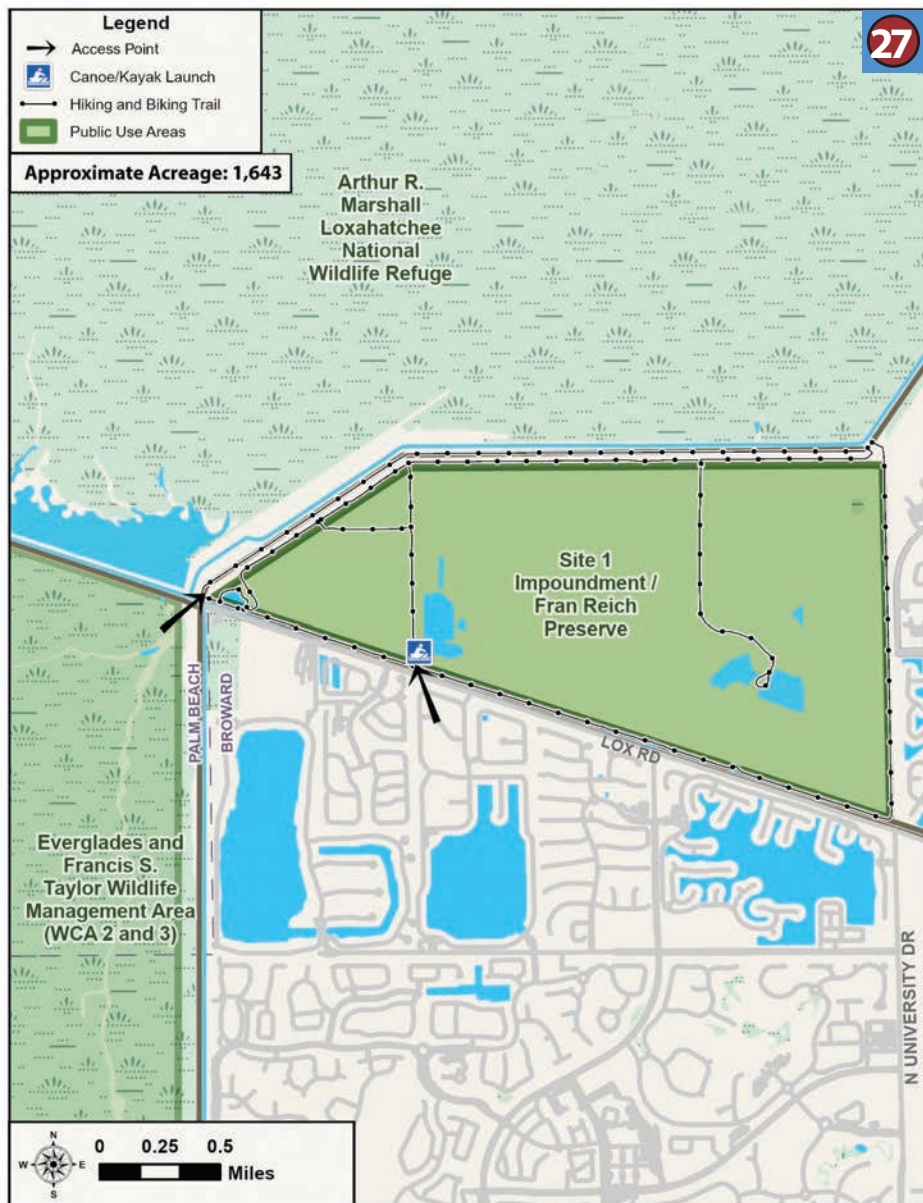 Legend
Access Point
Canoe/Kayak Launch
Hiking and Biking Trail
Public Use Areas
Approximate Acreage: 1,643
27
Arthur R.
Marshall
Loxahatchee
National
Wildlife Refuge
Site 1
Impoundment /
Fran Reich
Preserve
PALM BEACH
BROWARD
LOX RD
Everglades and
Francis S.
Taylor Wildlife
Management Area
(WCA 2 and 3)
N UNIVERSITY DR
N
W E
S
0 0.25 0.5
Miles